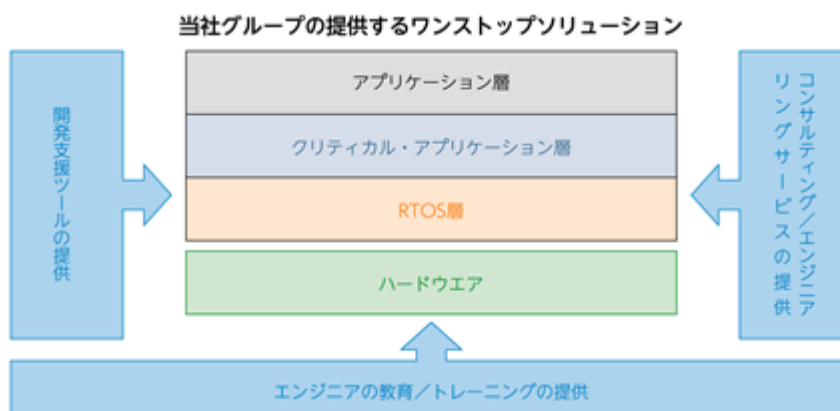 当社グループの提供するワンストップソリューション
開発支援ツールの提供
アプリケーション層
クリティカル・アプリケーション層
RTOS層
ハードウエア
コンサルティング／エンジニア
リングサービスの提供
エンジニアの教育／トレーニングの提供